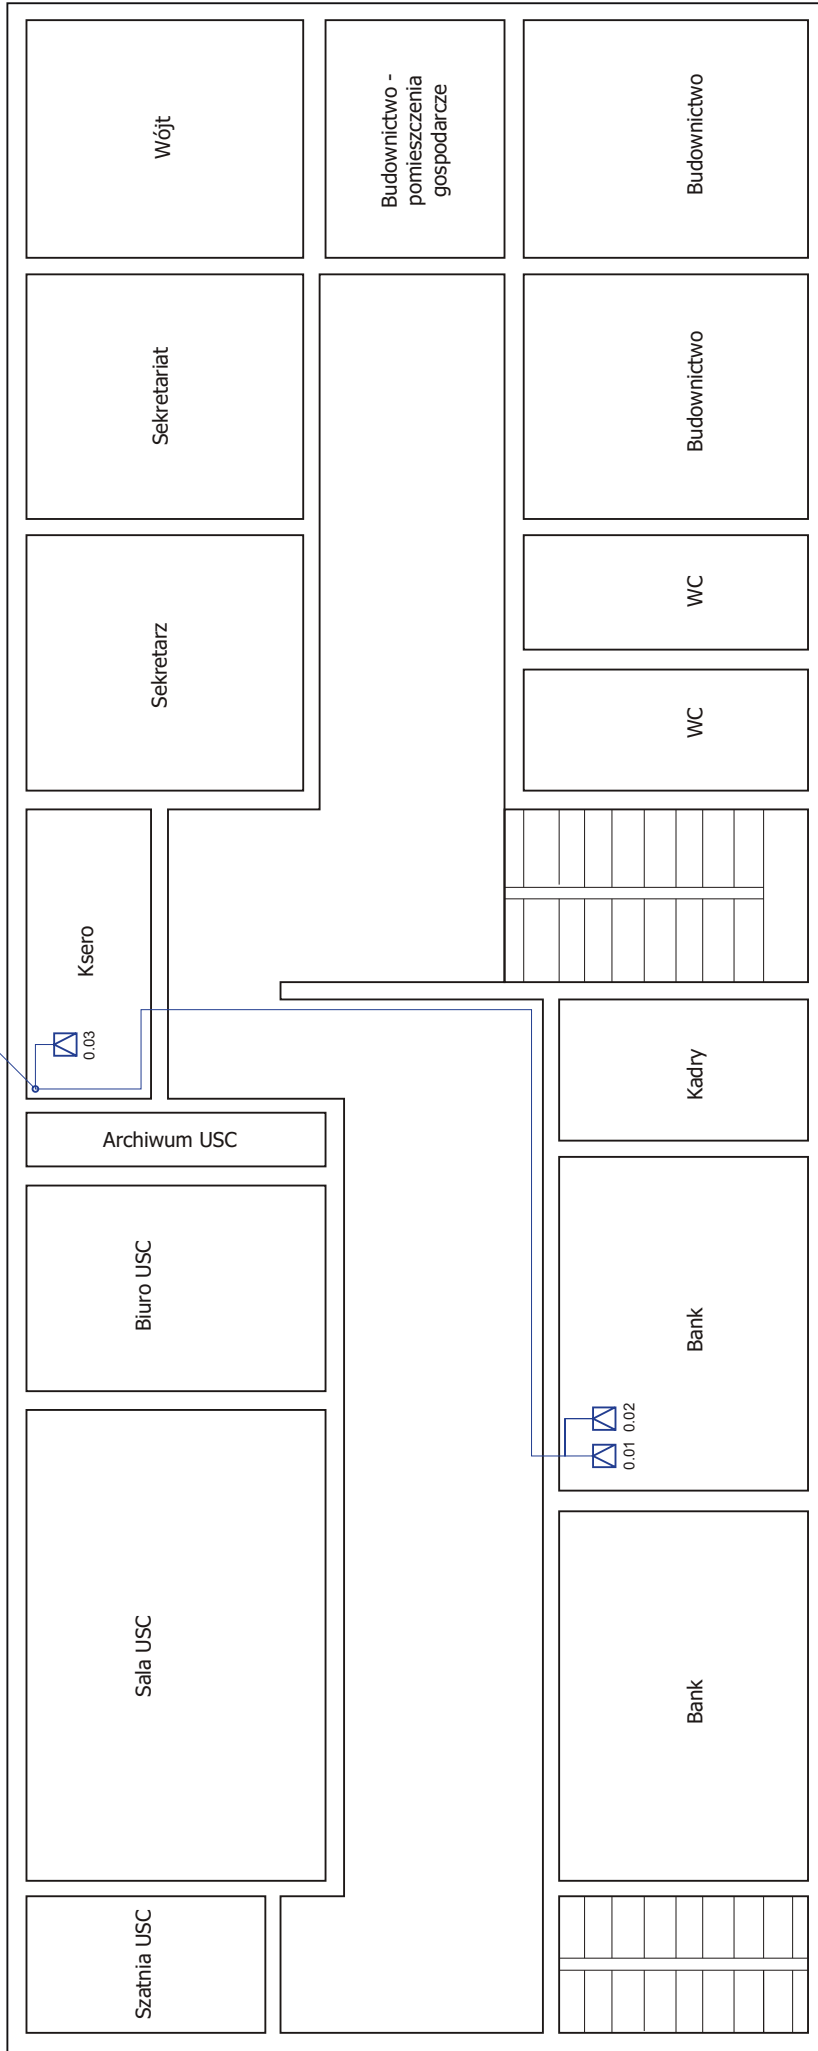 Wójt
Budownictwo -
pomieszczenia
gospodarcze
Budownictwo
Sekretariat
Budownictwo
Sekretarz
WC
WC
Ksero
0.03
Kadry
Archiwum USC
Biuro USC
Bank
0.02
0.01
Sala USC
Bank
Szatnia USC